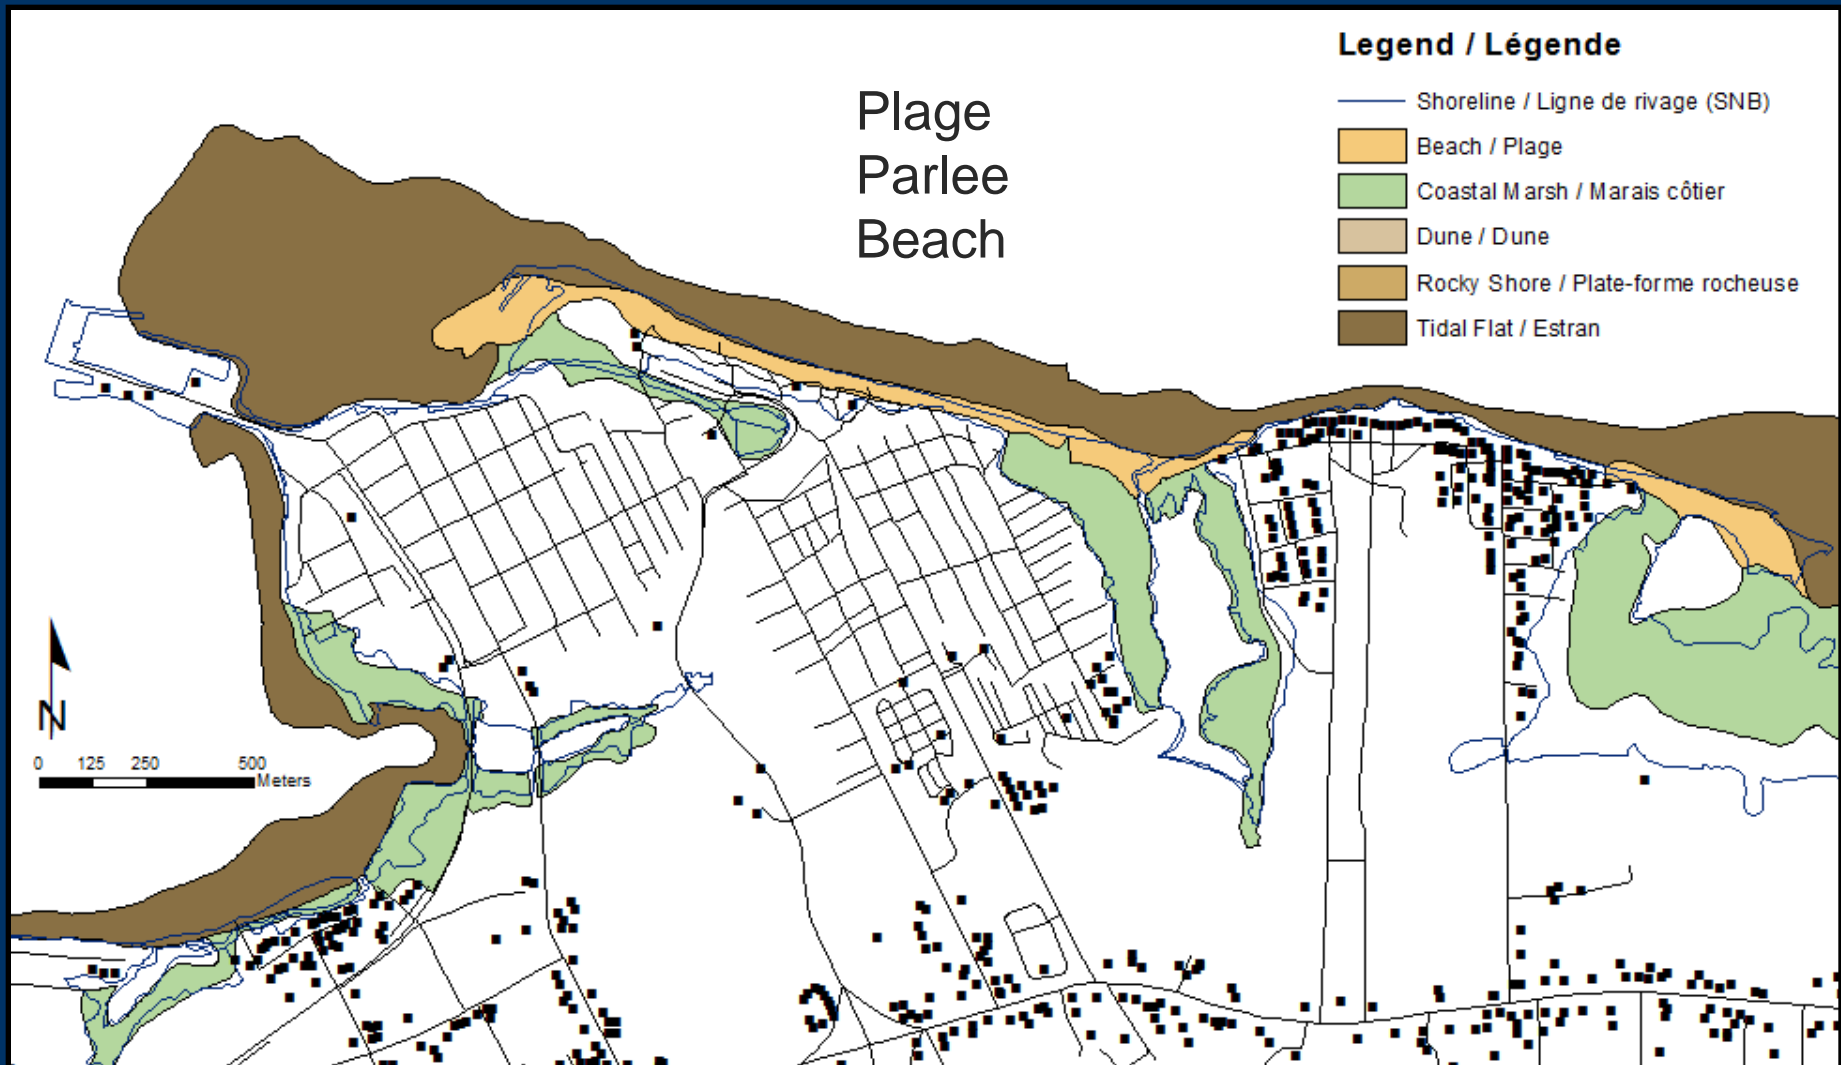 Plage
Parlee
Beach
Legend / Légende
Shoreline / Ligne de rivage (SNB)
Beach / Plage
Coastal Marsh / Marais côtier
Dune / Dune
Rocky Shore / Plate-forme rocheuse
Tidal Flat / Estran
N
0 125 250 500
Meters